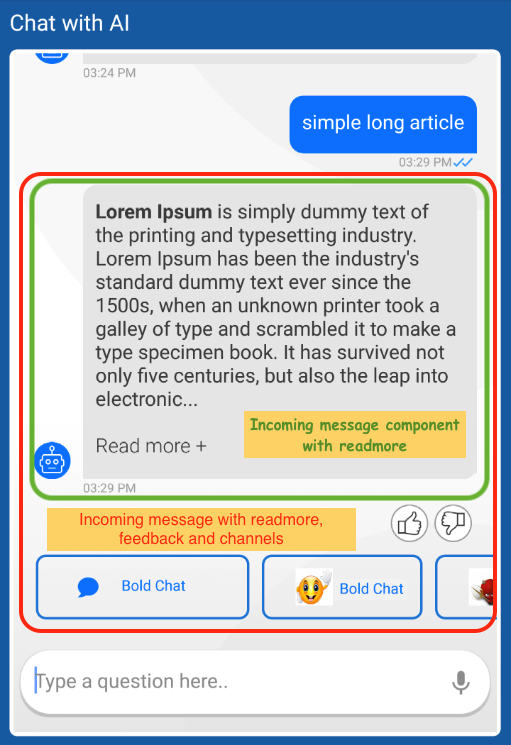 Chat with AI
03:24 PM
simple long article
03:29 PM
Lorem Ipsum is simply dummy text of
the printing and typesetting industry.
Lorem Ipsum has been the industry's
standard dummy text ever since the
1500s, when an unknown printer took a
galley of type and scrambled it to make a
type specimen book. It has survived not
only five centuries, but also the leap into
electronic...
Incoming message component
with readmore
Read more +
03:29 PM
Incoming message with readmore,
feedback and channels
Bold Chat
Bold Chat
Type a question here..